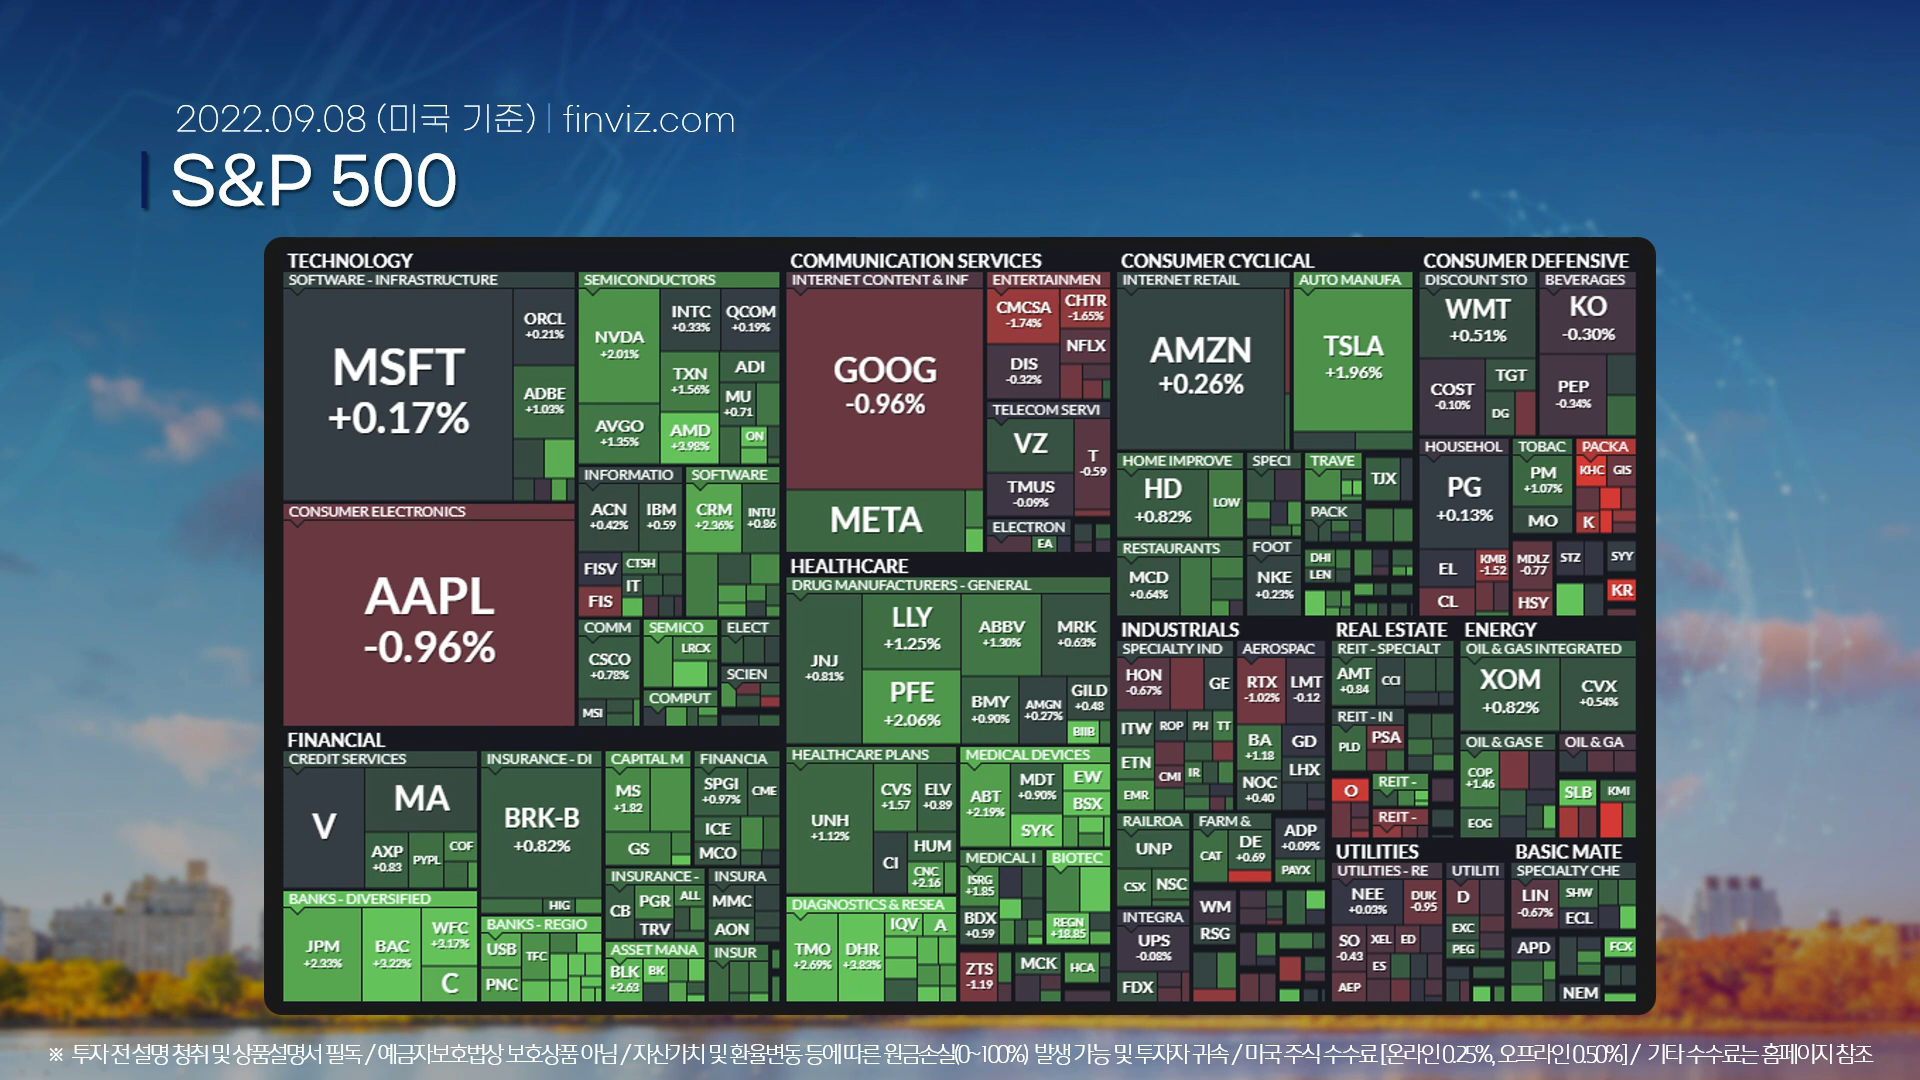 2022.09.08 (미국 기준) | finviz.com
S&P 500
TECHNOLOGY
SOFTWARE - INFRASTRUCTURE
MSFT
+0.17%
ORCL
+0.21%
ADBE
+1.03%
SEMICONDUCTORS
NVDA
+2.01%
INTC
+0.33%
QCOM
+0.19%
TXN
+1.56%
ADI
MU
+0.71
AVGO
+1.35%
AMD
+3.98%
ON
CONSUMER ELECTRONICS
AAPL
-0.96%
INFORMATIO
ACN
+0.42%
IBM
+0.59
FISV
CTSH
IT
FIS
SOFTWARE
CRM
+2.36%
INTU
+0.86
COMM
CSCO
+0.78%
MSI
SEMICO
LRCX
COMPUT
ELECT
SCIEN
COMMUNICATION SERVICES
INTERNET CONTENT & INF
GOOG
-0.96%
META
ENTERTAINMEN
CMCSA
-1.74%
CHTR
-1.65%
DIS
-0.32%
NFLX
TELECOM SERVI
VZ
T
-0.59
TMUS
-0.09%
ELECTRON
EA
CONSUMER CYCLICAL
INTERNET RETAIL
AMZN
+0.26%
AUTO MANUFA
TSLA
+1.96%
HOME IMPROVE
HD
+0.82%
LOW
SPECI
TRAVE
TJX
PACK
RESTAURANTS
MCD
+0.64%
FOOT
NKE
+0.23%
DHI
LEN
CONSUMER DEFENSIVE
DISCOUNT STO
WMT
+0.51%
COST
-0.10%
TGT
DG
BEVERAGES
KO
-0.30%
PEP
-0.34%
HOUSEHOL
PG
+0.13%
EL
KMB
-1.52
CL
TOBAC
PM
+1.07%
MO
PACKA
KHC
GIS
K
MDLZ
-0.77
HSY
STZ
SYY
KR
HEALTHCARE
DRUG MANUFACTURERS - GENERAL
JNJ
+0.81%
LLY
+1.25%
ABBV
+1.30%
MRK
+0.63%
PFE
+2.06%
BMY
+0.90%
AMGN
+0.27%
GILD
+0.48
BIIB
HEALTHCARE PLANS
UNH
+1.12%
CVS
+1.57
ELV
+0.89
CI
HUM
CNC
+2.16
MEDICAL DEVICES
ABT
+2.19%
MDT
+0.90%
EW
BSX
SYK
MEDICAL I
ISRG
+1.85
BDX
+0.59
BIOTEC
REGN
+18.85
DIAGNOSTICS & RESEA
TMO
+2.69%
DHR
+3.83%
IQV
A
ZTS
-1.19
MCK
HCA
FINANCIAL
CREDIT SERVICES
V
MA
AXP
+0.83
PYPL
COF
INSURANCE - DI
BRK-B
+0.82%
HIG
CAPITAL M
MS
+1.82
GS
FINANCIA
SPGI
+0.97%
CME
ICE
MCO
BANKS - DIVERSIFIED
JPM
+2.33%
BAC
+3.22%
WFC
+3.17%
C
BANKS - REGIO
USB
TFC
PNC
INSURANCE -
CB
PGR
ALL
TRV
INSURA
MMC
AON
ASSET MANA
BLK
+2.63
BK
INSUR
INDUSTRIALS
SPECIALTY IND
HON
-0.67%
GE
ITW
ROP
PH
TT
ETN
CMI
IR
EMR
AEROSPAC
RTX
-1.02%
LMT
-0.12
BA
+1.18
GD
NOC
+0.40
LHX
RAILROA
UNP
CSX
NSC
FARM &
CAT
DE
+0.69
ADP
+0.09%
PAYX
INTEGRA
UPS
-0.08%
FDX
WM
RSG
REAL ESTATE
REIT - SPECIALT
AMT
+0.84
CCI
REIT - IN
PLD
PSA
O
REIT -
REIT -
ENERGY
OIL & GAS INTEGRATED
XOM
+0.82%
CVX
+0.54%
OIL & GAS E
COP
+1.46
EOG
OIL & GA
SLB
KMI
UTILITIES
UTILITIES - RE
NEE
+0.03%
DUK
-0.95
SO
-0.43
XEL
ED
ES
AEP
UTILITI
D
EXC
PEG
BASIC MATE
SPECIALTY CHE
LIN
-0.67%
SHW
ECL
APD
FCX
NEM
※ 투자 전 설명 청취 및 상품설명서 필독 / 예금자보호법상 보호상품 아님 / 자산가치 및 환율변동 등에 따른 원금손실(0~100%) 발생 가능 및 투자자 귀속 / 미국 주식 수수료 [온라인 0.25%, 오프라인 0.50%] / 기타 수수료는 홈페이지 참조